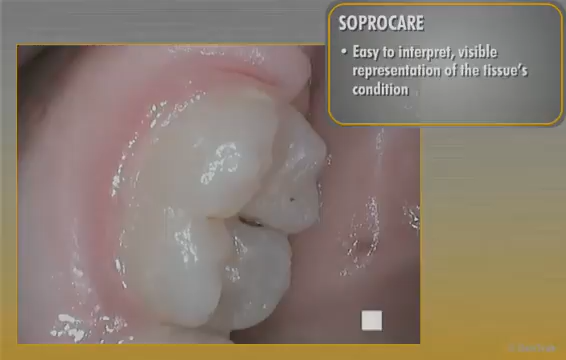 SOPROCARE
• Easy to interpret, visible
representation of the tissue's
condition